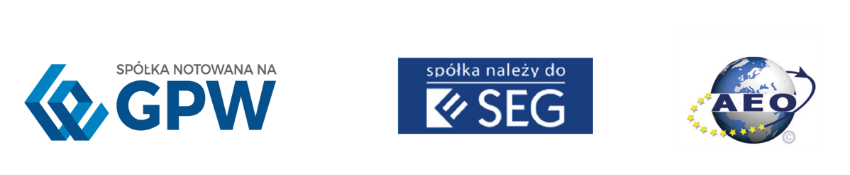 SPÓŁKA NOTOWANA NA
GPW
spółka należy do
SEG
AEO
©